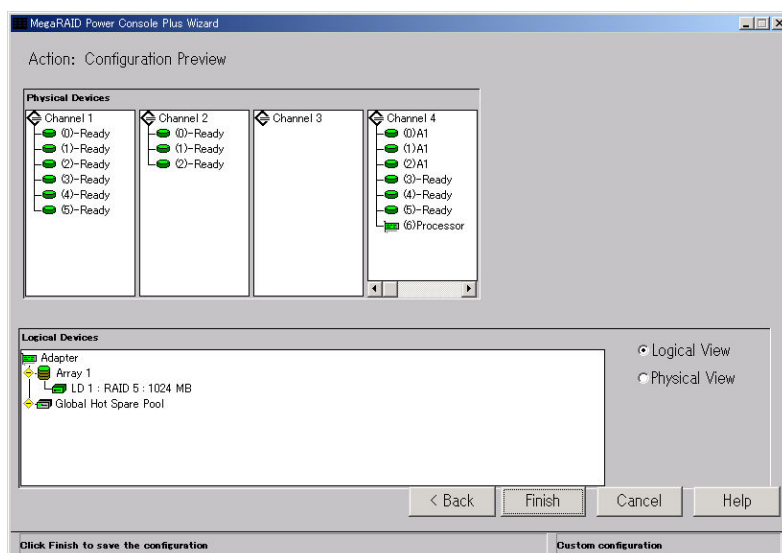 MegaRAID Power Console Plus Wizard
Action: Configuration Preview
Physical Devices
Channel 1
(0)-Ready
(1)-Ready
(2)-Ready
(3)-Ready
(4)-Ready
(5)-Ready
Channel 2
(0)-Ready
(1)-Ready
(2)-Ready
Channel 3
Channel 4
(0)A1
(1)A1
(2)A1
(3)-Ready
(4)-Ready
(5)-Ready
(6)Processor
Logical Devices
Adapter
Array 1
LD 1 : RAID 5 : 1024 MB
Global Hot Spare Pool
Logical View
Physical View
< Back
Finish
Cancel
Help
Click Finish to save the configuration
Custom configuration